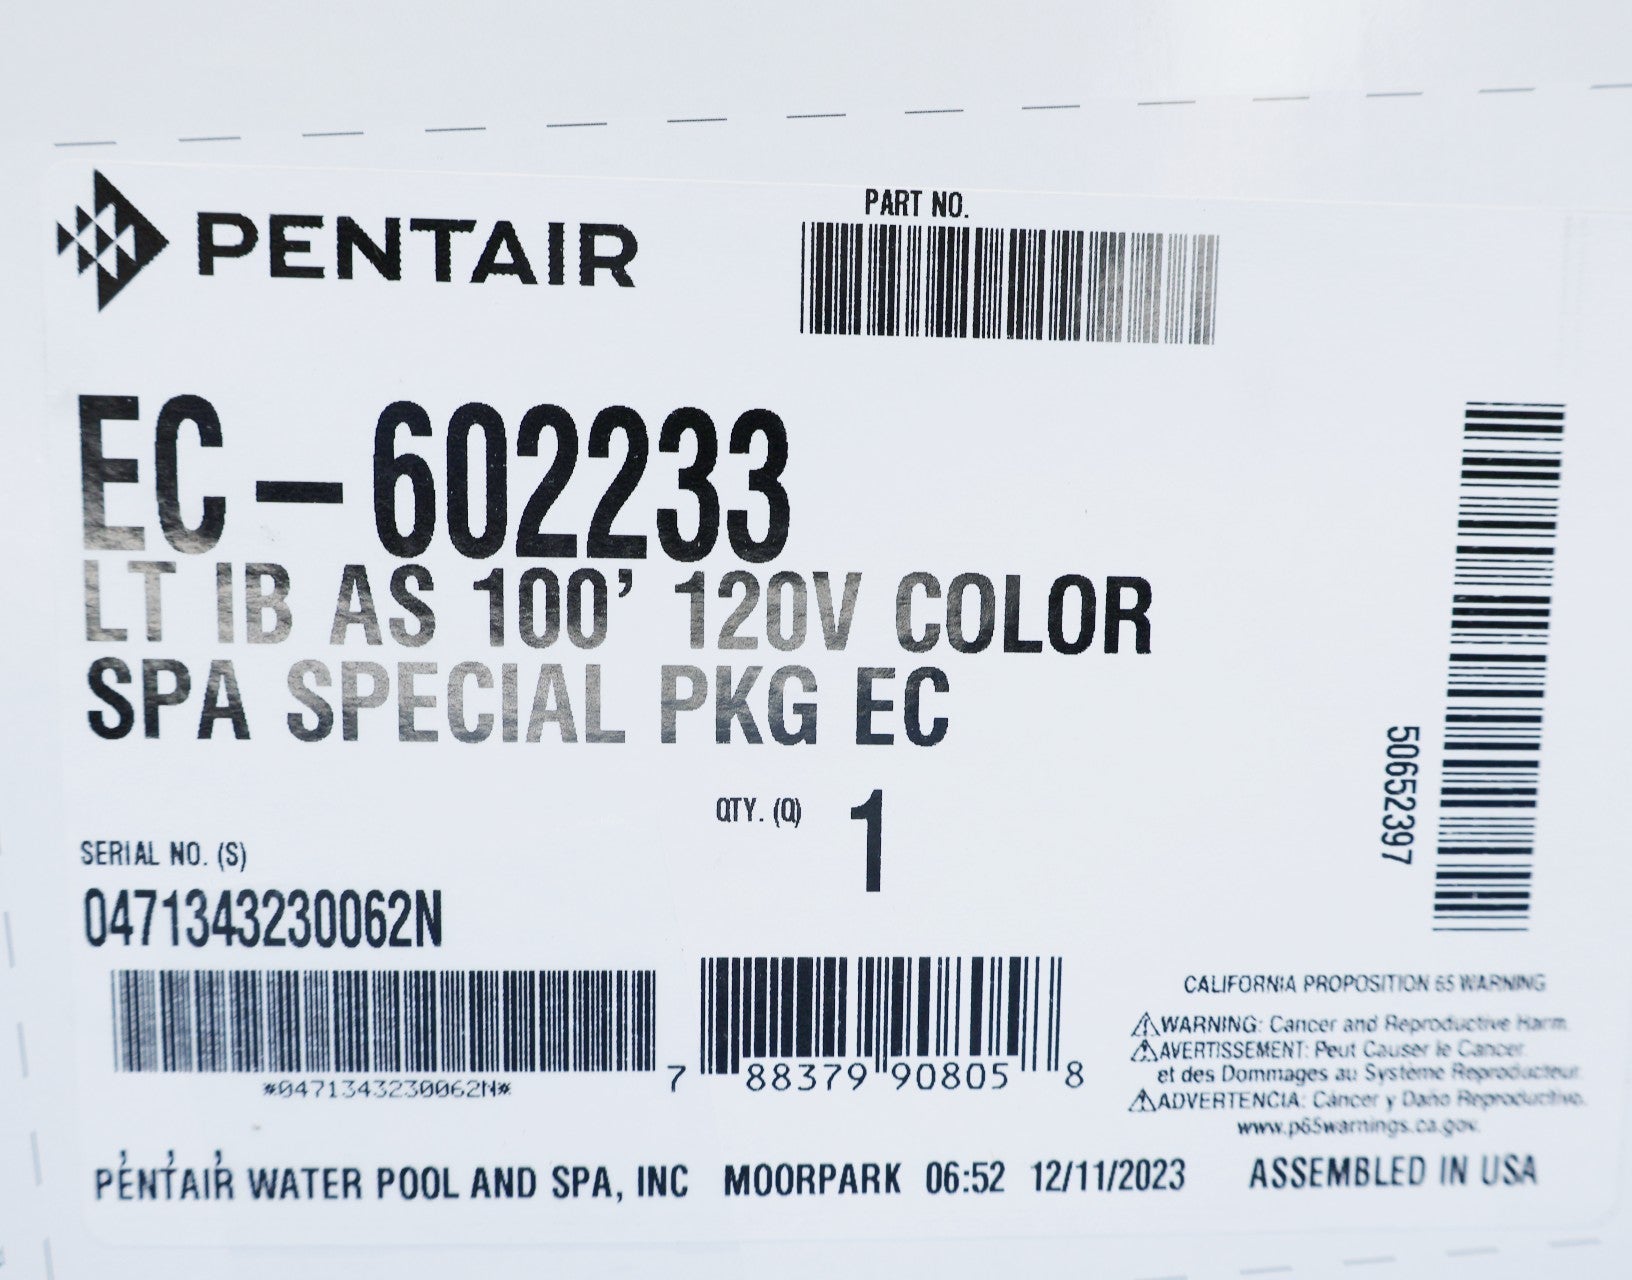 PENTAIR
PART NO.
EC-602233
LT IB AS 100' 120V COLOR
SPA SPECIAL PKG EC
QTY. (Q) 1
50652397
SERIAL NO. (S)
0471343230062N
*0471343230062N*
7 88379 90805 8
CALIFORNIA PROPOSITION 65 WARNING
⚠WARNING: Cancer and Reproductive Harm.
⚠AVERTISSEMENT: Peut Causer le Cancer
et des Dommages au Système Reproducteur.
⚠ADVERTENCIA: Cáncer y Daño Reproductivo.
www.p65warnings.ca.gov.
PENTAIR WATER POOL AND SPA, INC MOORPARK 06:52 12/11/2023 ASSEMBLED IN USA